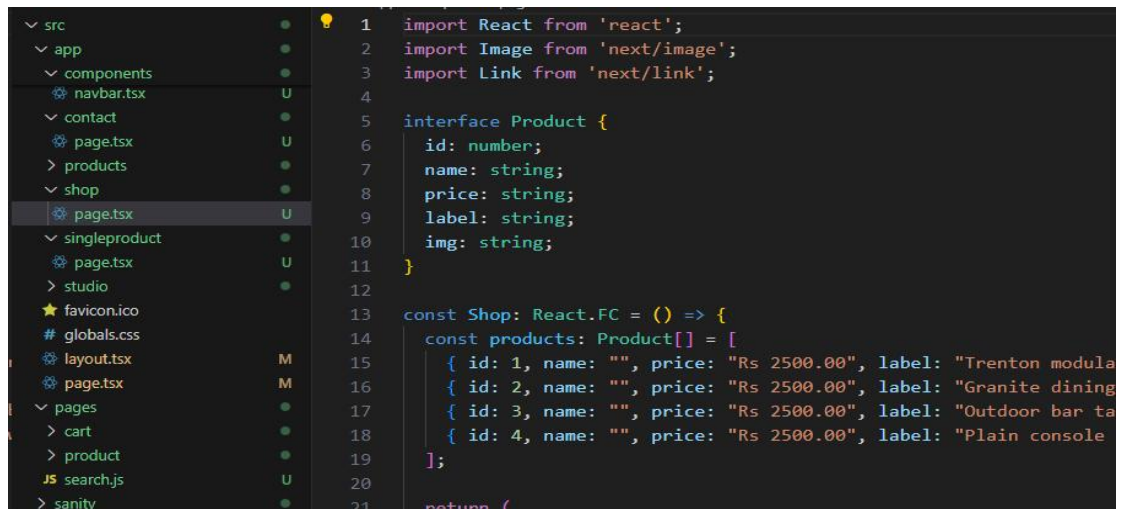 src
app
components
navbar.tsx U
contact
page.tsx U
products
shop
page.tsx U
singleproduct
page.tsx U
studio
favicon.ico
# globals.css
layout.tsx M
page.tsx M
pages
cart
product
JS search.js U
sanity
1 import React from 'react';
2 import Image from 'next/image';
3 import Link from 'next/link';
4
5 interface Product {
6 id: number;
7 name: string;
8 price: string;
9 label: string;
10 img: string;
11 }
12
13 const Shop: React.FC = () => {
14 const products: Product[] = [
15 { id: 1, name: "", price: "Rs 2500.00", label: "Trenton modula
16 { id: 2, name: "", price: "Rs 2500.00", label: "Granite dining
17 { id: 3, name: "", price: "Rs 2500.00", label: "Outdoor bar ta
18 { id: 4, name: "", price: "Rs 2500.00", label: "Plain console
19 ];
20
21 return (